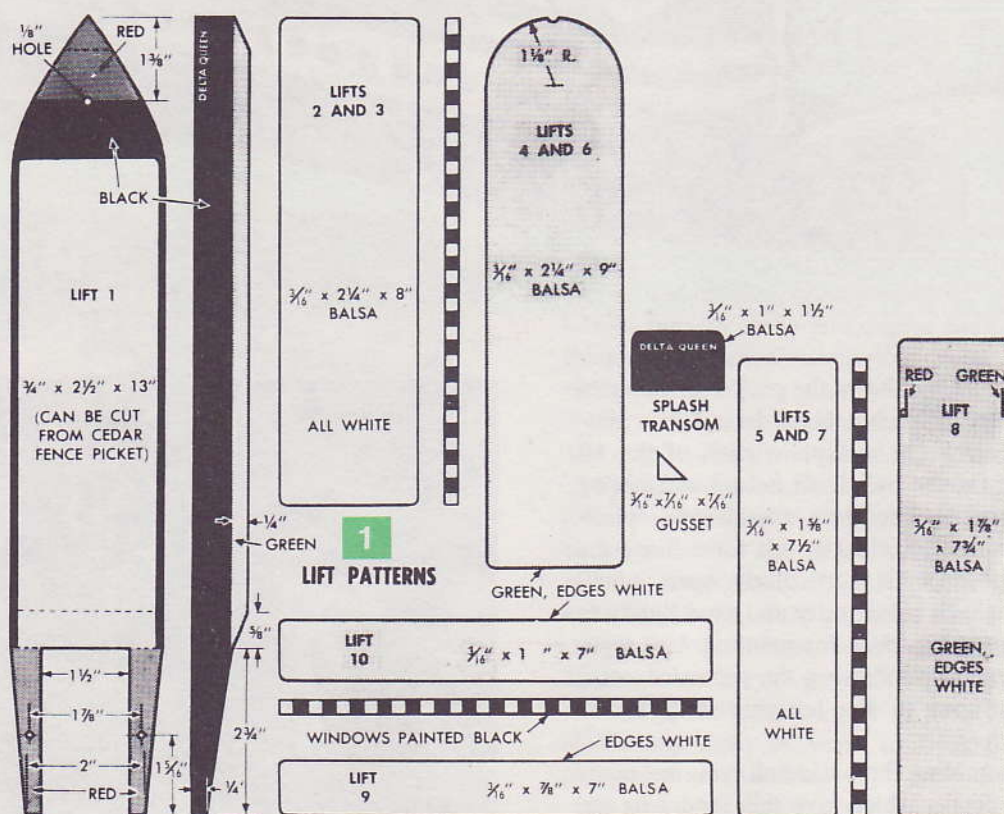 ⅛"
HOLE
RED
1⅜"
BLACK
LIFT 1
¾" x 2½" x 13"
(CAN BE CUT
FROM CEDAR
FENCE PICKET)
1½"
1⅞"
2"
RED
1 5/16"
DELTA QUEEN
¼"
GREEN
⅝"
2¾"
¼"
LIFTS
2 AND 3
3/16" x 2¼" x 8"
BALSA
ALL WHITE
1
LIFT PATTERNS
1⅛" R.
LIFTS
4 AND 6
3/16" x 2¼" x 9"
BALSA
GREEN, EDGES WHITE
3/16" x 1" x 1½"
BALSA
DELTA QUEEN
SPLASH
TRANSOM
3/16" x 7/16" x 7/16"
GUSSET
LIFT
10
3/16" x 1 " x 7" BALSA
WINDOWS PAINTED BLACK
EDGES WHITE
LIFT
9
3/16" x ⅞" x 7" BALSA
LIFTS
5 AND 7
3/16" x 1⅝"
x 7½"
BALSA
ALL
WHITE
RED GREEN
LIFT
8
3/16" x 1⅞"
x 7¾"
BALSA
GREEN,
EDGES
WHITE